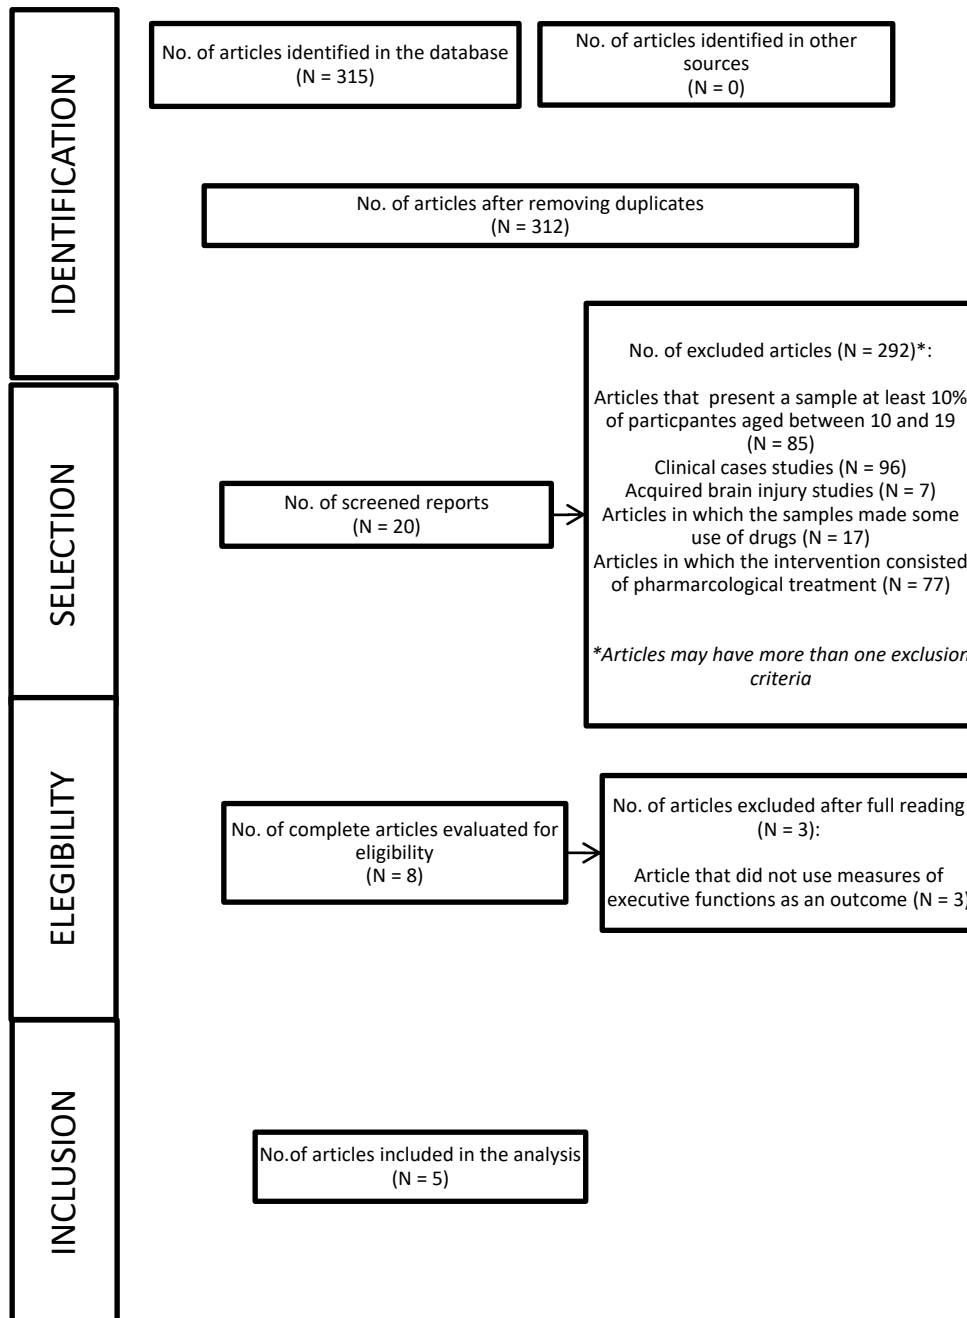 IDENTIFICATION
No. of articles identified in the database
(N = 315)
No. of articles identified in other
sources
(N = 0)
No. of articles after removing duplicates
(N = 312)
SELECTION
No. of screened reports
(N = 20)
No. of excluded articles (N = 292)*:
Articles that present a sample at least 10%
of particpantes aged between 10 and 19
(N = 85)
Clinical cases studies (N = 96)
Acquired brain injury studies (N = 7)
Articles in which the samples made some
use of drugs (N = 17)
Articles in which the intervention consisted
of pharmarcological treatment (N = 77)
*Articles may have more than one exclusion
criteria
ELEGIBILITY
No. of complete articles evaluated for
eligibility
(N = 8)
No. of articles excluded after full reading
(N = 3):
Article that did not use measures of
executive functions as an outcome (N = 3)
INCLUSION
No.of articles included in the analysis
(N = 5)